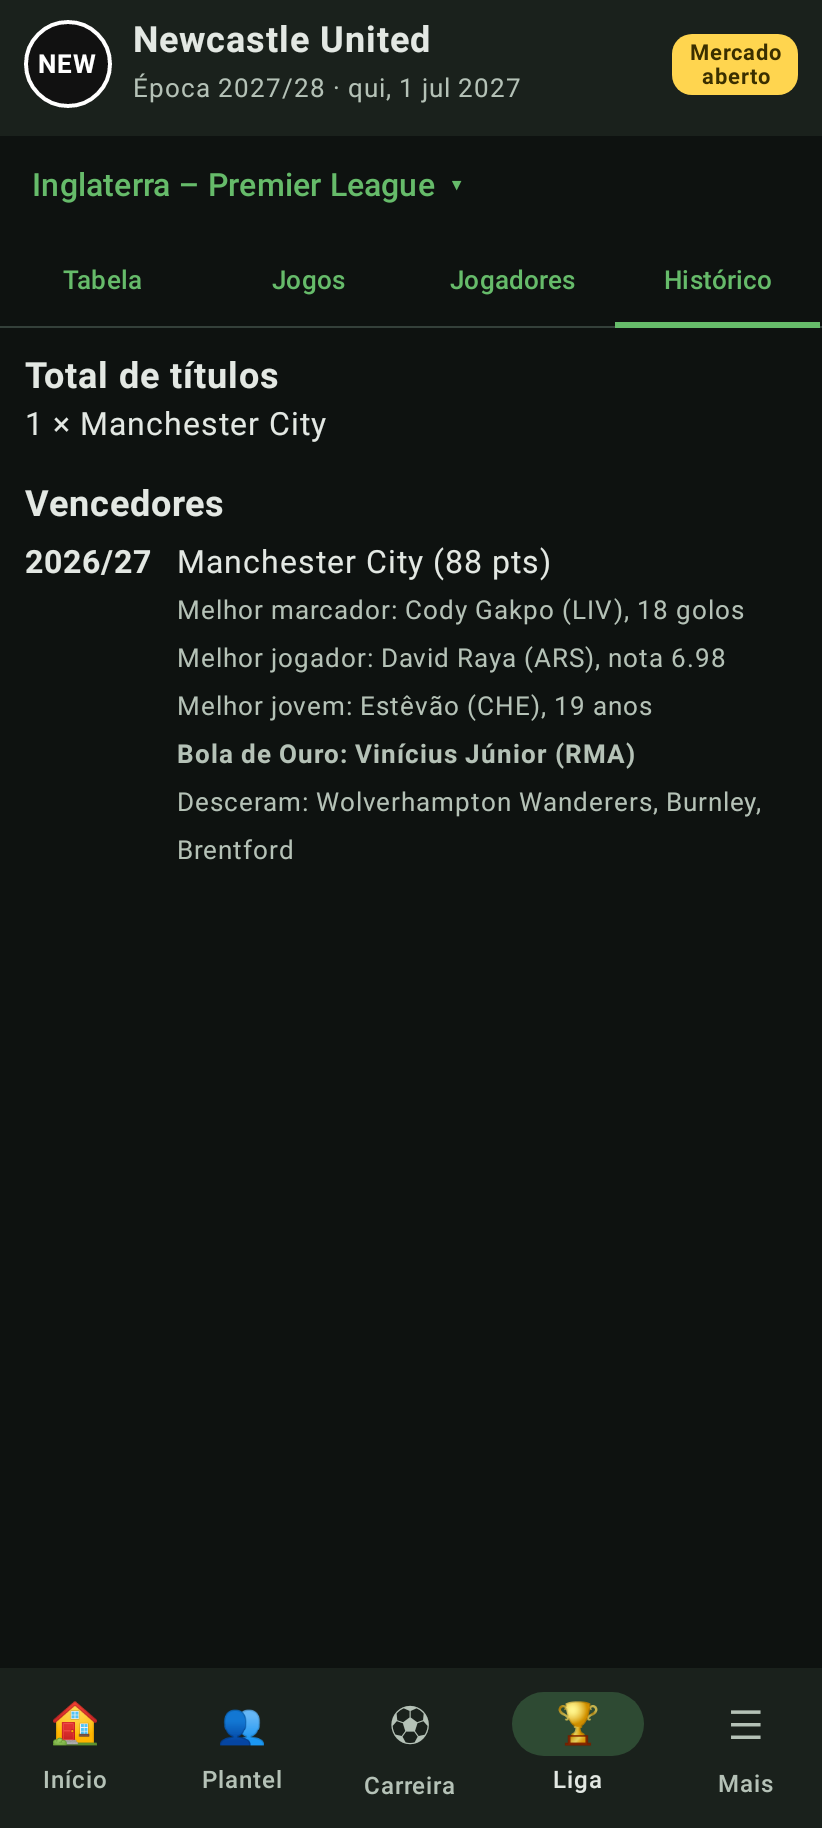 NEW
Newcastle United
Época 2027/28 · qui, 1 jul 2027
Mercado
aberto
Inglaterra – Premier League ▾
Tabela
Jogos
Jogadores
Histórico
Total de títulos
1 × Manchester City
Vencedores
2026/27 Manchester City (88 pts)
Melhor marcador: Cody Gakpo (LIV), 18 golos
Melhor jogador: David Raya (ARS), nota 6.98
Melhor jovem: Estêvão (CHE), 19 anos
Bola de Ouro: Vinícius Júnior (RMA)
Desceram: Wolverhampton Wanderers, Burnley,
Brentford
Início
Plantel
Carreira
Liga
Mais